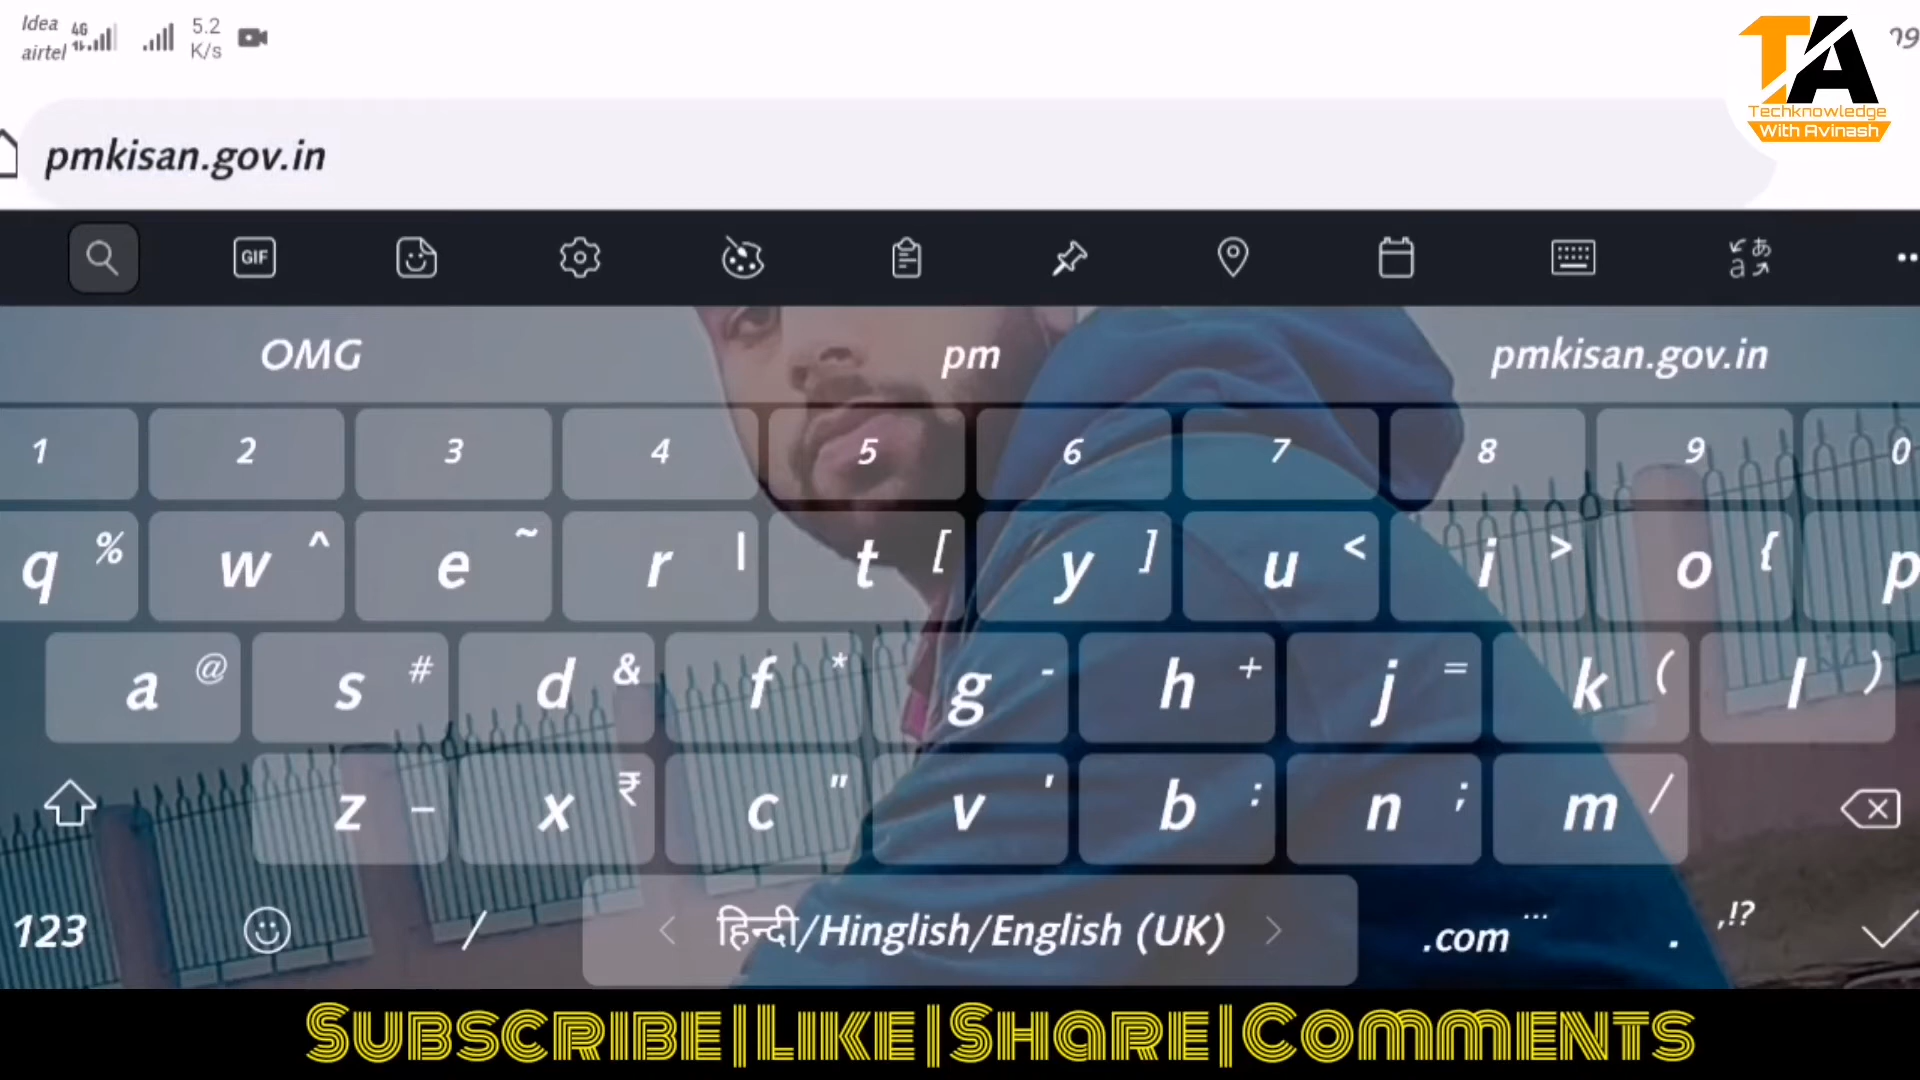 Idea 4G 5.2
airtel K/s
TA
Techknowledge
With Avinash
pmkisan.gov.in
GIF
あ
a
OMG pm pmkisan.gov.in
1 2 3 4 5 6 7 8 9 0
q % w ^ e ~ r | t [ y ] u < i > o { p
a @ s # d & f * g - h + j = k ( l )
z _ x ₹ c " v ' b : n ; m /
123 / < हिन्दी/Hinglish/English (UK) > .com ... . ,!?
Subscribe|Like|Share|Comments